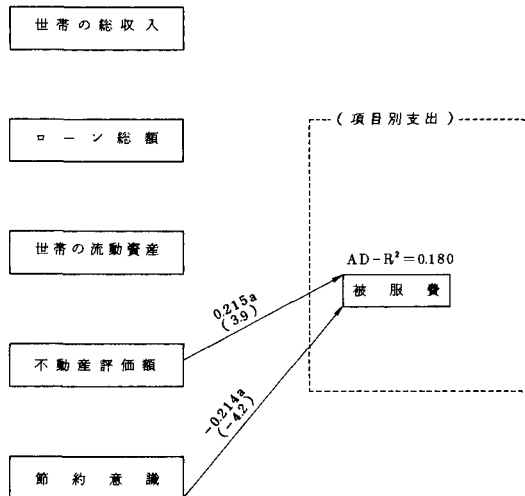 世帯の総収入
ローン総額
(項目別支出)
世帯の流動資産
AD-R²=0.180
被服費
0.215a
(3.9)
不動産評価額
-0.214a
(-4.2)
節約意識